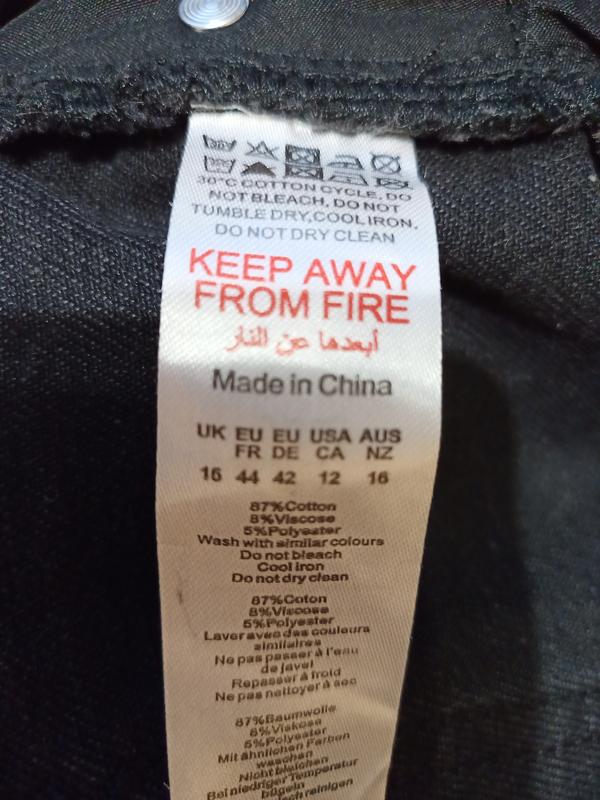 30°C COTTON CYCLE, DO
NOT BLEACH, DO NOT
TUMBLE DRY, COOL IRON.
DO NOT DRY CLEAN
KEEP AWAY
FROM FIRE
أبعدها عن النار
Made in China
UK EU EU USA AUS
FR DE CA NZ
16 44 42 12 16
87%Cotton
8%Viscose
5%Polyester
Wash with similar colours
Do not bleach
Cool iron
Do not dry clean
87%Coton
8%Viscose
5%Polyester
Laver avec des couleurs
similaires
Ne pas passer à l'eau
de javel
Repasser à froid
Ne pas nettoyer à sec
87%Baumwolle
8%Viskose
5%Polyester
Mit ähnlichen Farben
waschen
Nicht bleichen
Bei niedriger Temperatur
bügeln
reinigen